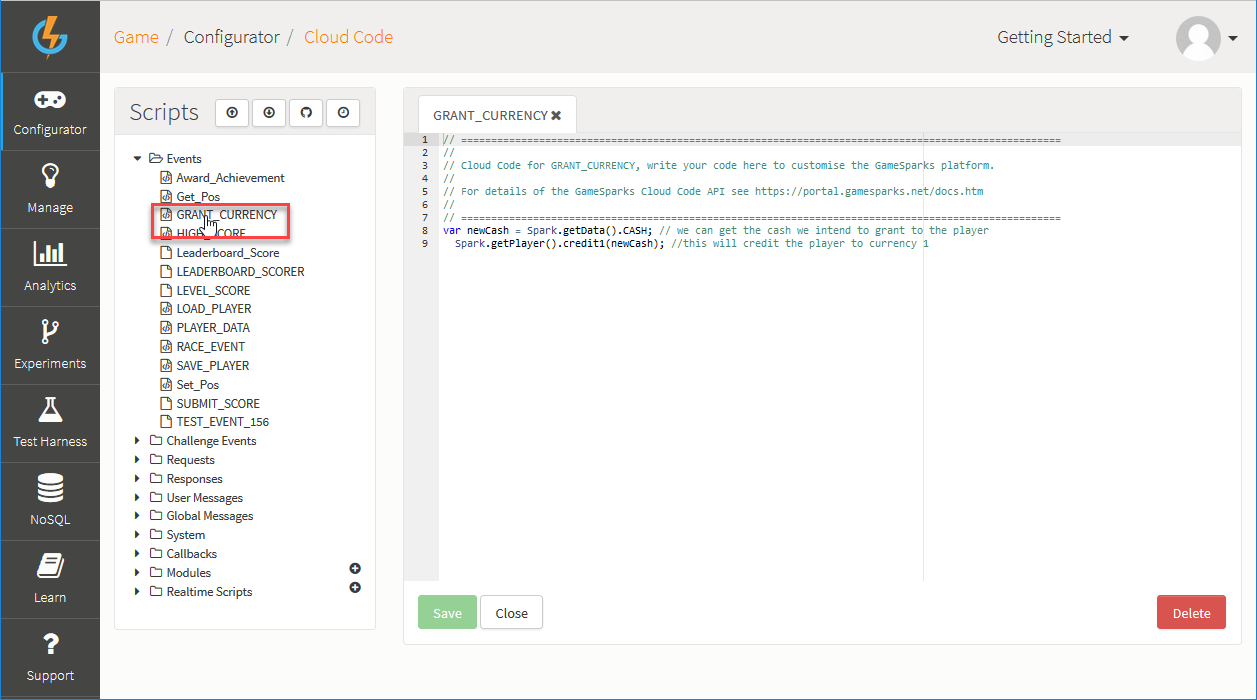 Game / Configurator / Cloud Code
Getting Started
Configurator
Manage
Analytics
Experiments
Test Harness
NoSQL
Learn
Support
Scripts
Events
Award_Achievement
Get_Pos
GRANT_CURRENCY
HIGH_SCORE
Leaderboard_Score
LEADERBOARD_SCORER
LEVEL_SCORE
LOAD_PLAYER
PLAYER_DATA
RACE_EVENT
SAVE_PLAYER
Set_Pos
SUBMIT_SCORE
TEST_EVENT_156
Challenge Events
Requests
Responses
User Messages
Global Messages
System
Callbacks
Modules
Realtime Scripts
GRANT_CURRENCY
1 // ====================================================================================================
2 //
3 // Cloud Code for GRANT_CURRENCY, write your code here to customise the GameSparks platform.
4 //
5 // For details of the GameSparks Cloud Code API see https://portal.gamesparks.net/docs.htm
6 //
7 // ====================================================================================================
8 var newCash = Spark.getData().CASH; // we can get the cash we intend to grant to the player
9 Spark.getPlayer().credit1(newCash); //this will credit the player to currency 1
Save
Close
Delete